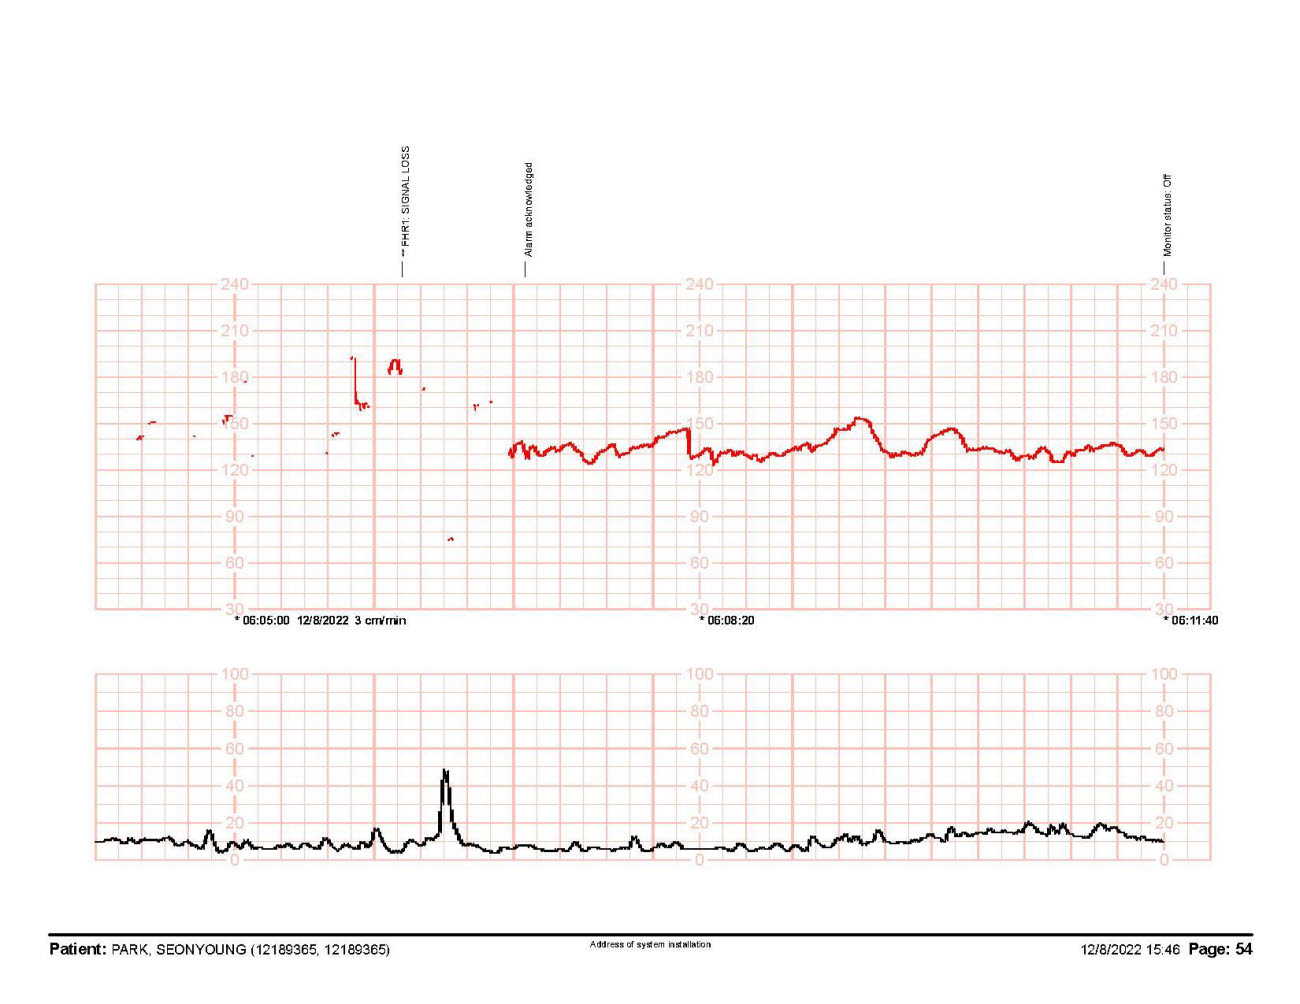 ** FHR1: SIGNAL LOSS
Alarm acknowledged
Monitor status: Off
240 240 240
210 210 210
180 180 180
150 150 150
120 120 120
90 90 90
60 60 60
30 30 30
* 06:05:00 12/8/2022 3 cm/min * 06:08:20 * 06:11:40
100 100 100
80 80 80
60 60 60
40 40 40
20 20 20
0 0 0
Patient: PARK, SEONYOUNG (12189365, 12189365) Address of system installation 12/8/2022 15:46 Page: 54